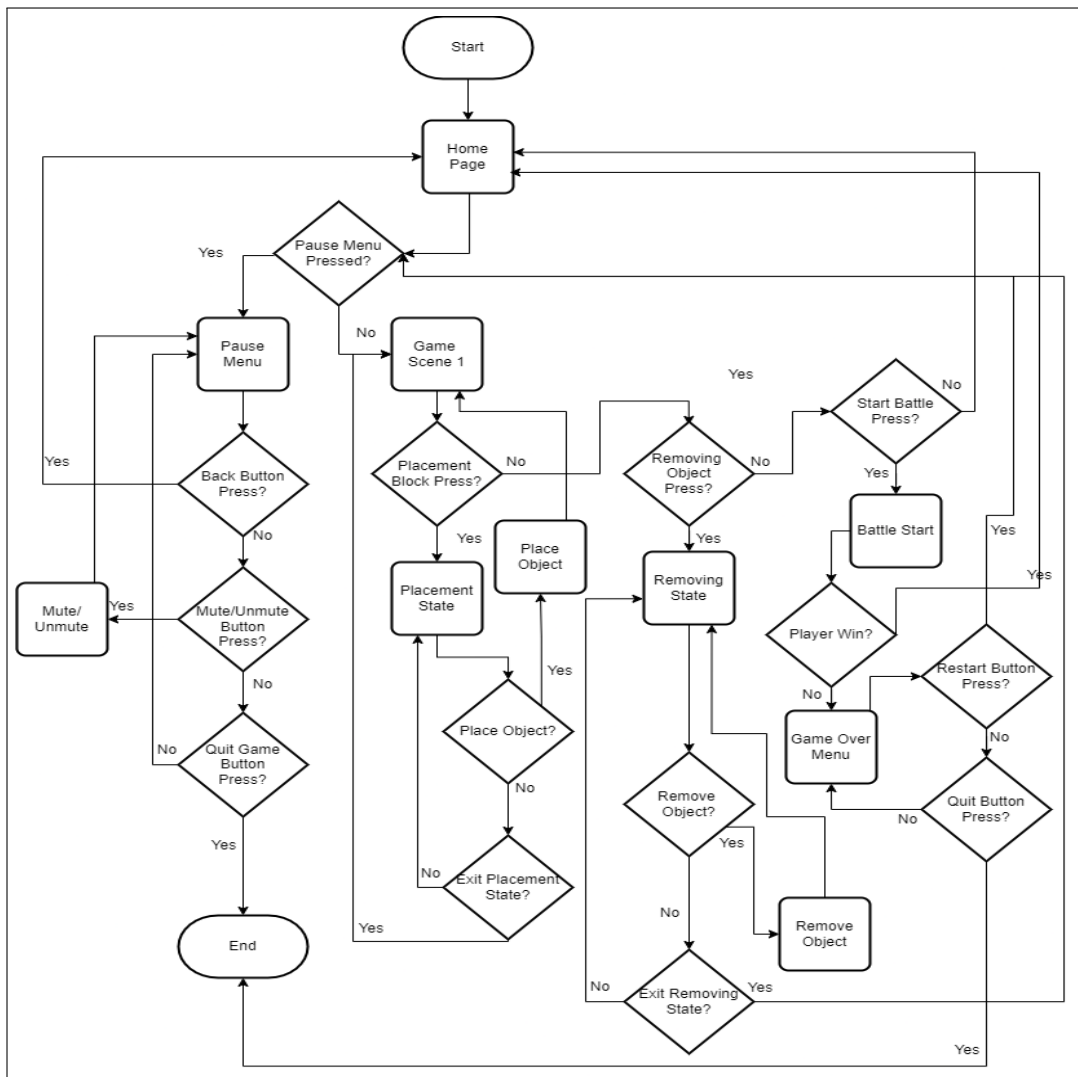 Start
Home
Page
Pause Menu
Pressed?
Yes
No
Pause
Menu
Game
Scene 1
Yes
Start Battle
Press?
No
Back Button
Press?
Yes
No
Placement
Block Press?
No
Yes
Removing
Object
Press?
No
Yes
Yes
Battle Start
Yes
Place
Object
Placement
State
Removing
State
Mute/
Unmute
Yes
Mute/Unmute
Button
Press?
No
Yes
Player Win?
Yes
No
Restart Button
Press?
No
Place Object?
Yes
No
Game Over
Menu
Quit Game
Button
Press?
No
Yes
Remove
Object?
Yes
No
Quit Button
Press?
No
Yes
Exit Placement
State?
No
Yes
Remove
Object
End
Exit Removing
State?
No
Yes